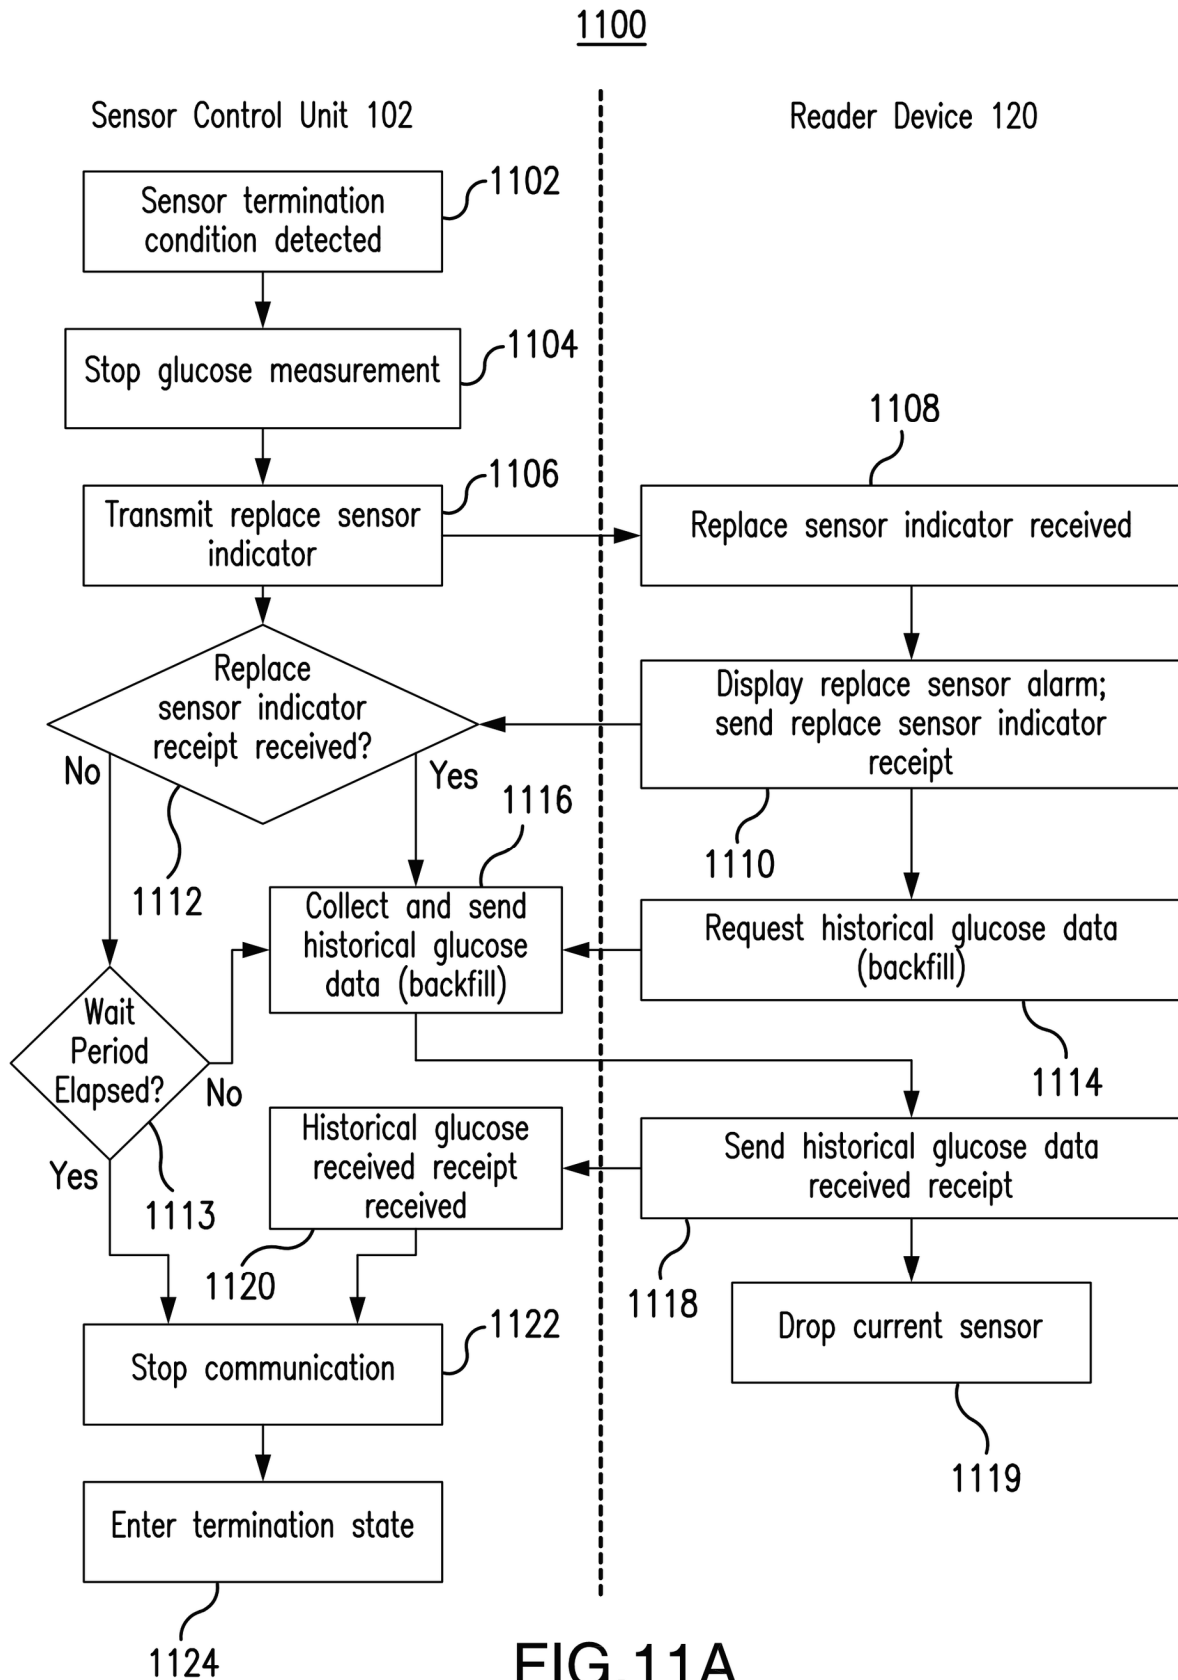 1100
Sensor Control Unit 102
Reader Device 120
Sensor termination
condition detected
1102
Stop glucose measurement
1104
1108
Transmit replace sensor
indicator
1106
Replace sensor indicator received
Replace
sensor indicator
receipt received?
Display replace sensor alarm;
send replace sensor indicator
receipt
No
Yes
1112
1116
1110
Collect and send
historical glucose
data (backfill)
Request historical glucose data
(backfill)
1114
Wait
Period
Elapsed?
No
Yes
1113
Historical glucose
received receipt
received
1120
Send historical glucose data
received receipt
1118
Stop communication
1122
Drop current sensor
1119
Enter termination state
1124
FIG.11A